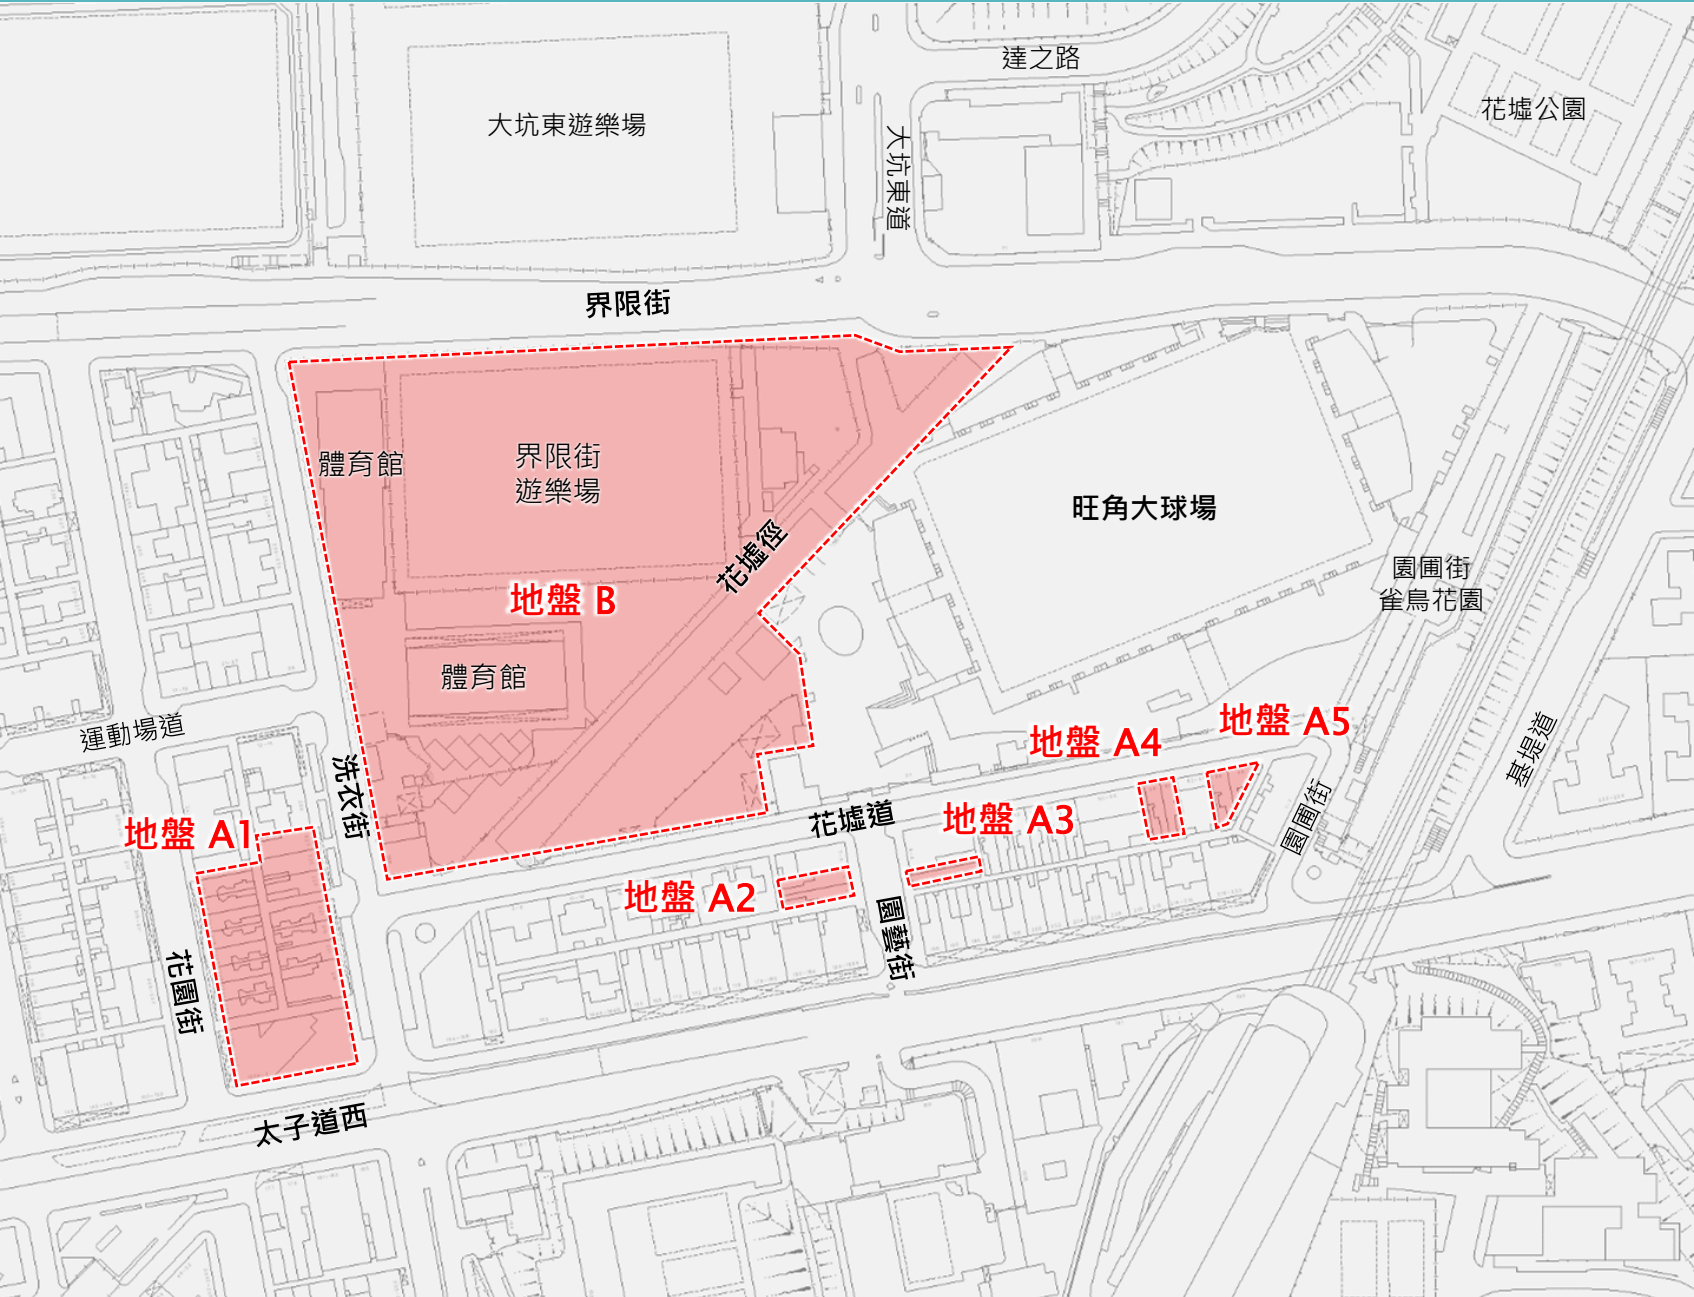 達之路
花墟公園
大坑東遊樂場
大坑東道
界限街
體育館
界限街
遊樂場
旺角大球場
花墟徑
園圃街
雀鳥花園
地盤 B
體育館
運動場道
洗衣街
地盤 A4
地盤 A5
基堤道
地盤 A1
花墟道
地盤 A3
園圃街
地盤 A2
園藝街
花園街
太子道西